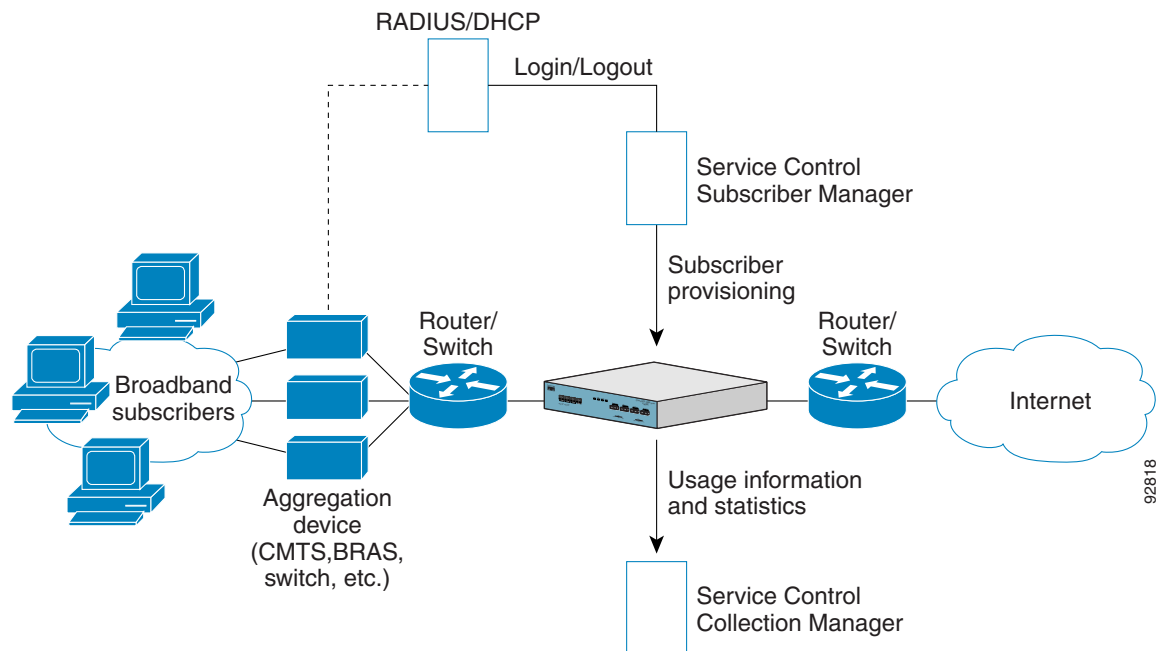 RADIUS/DHCP
Login/Logout
Service Control
Subscriber Manager
Subscriber
provisioning
Router/
Switch
Router/
Switch
Broadband
subscribers
Internet
Aggregation
device
(CMTS,BRAS,
switch, etc.)
Usage information
and statistics
Service Control
Collection Manager
92818